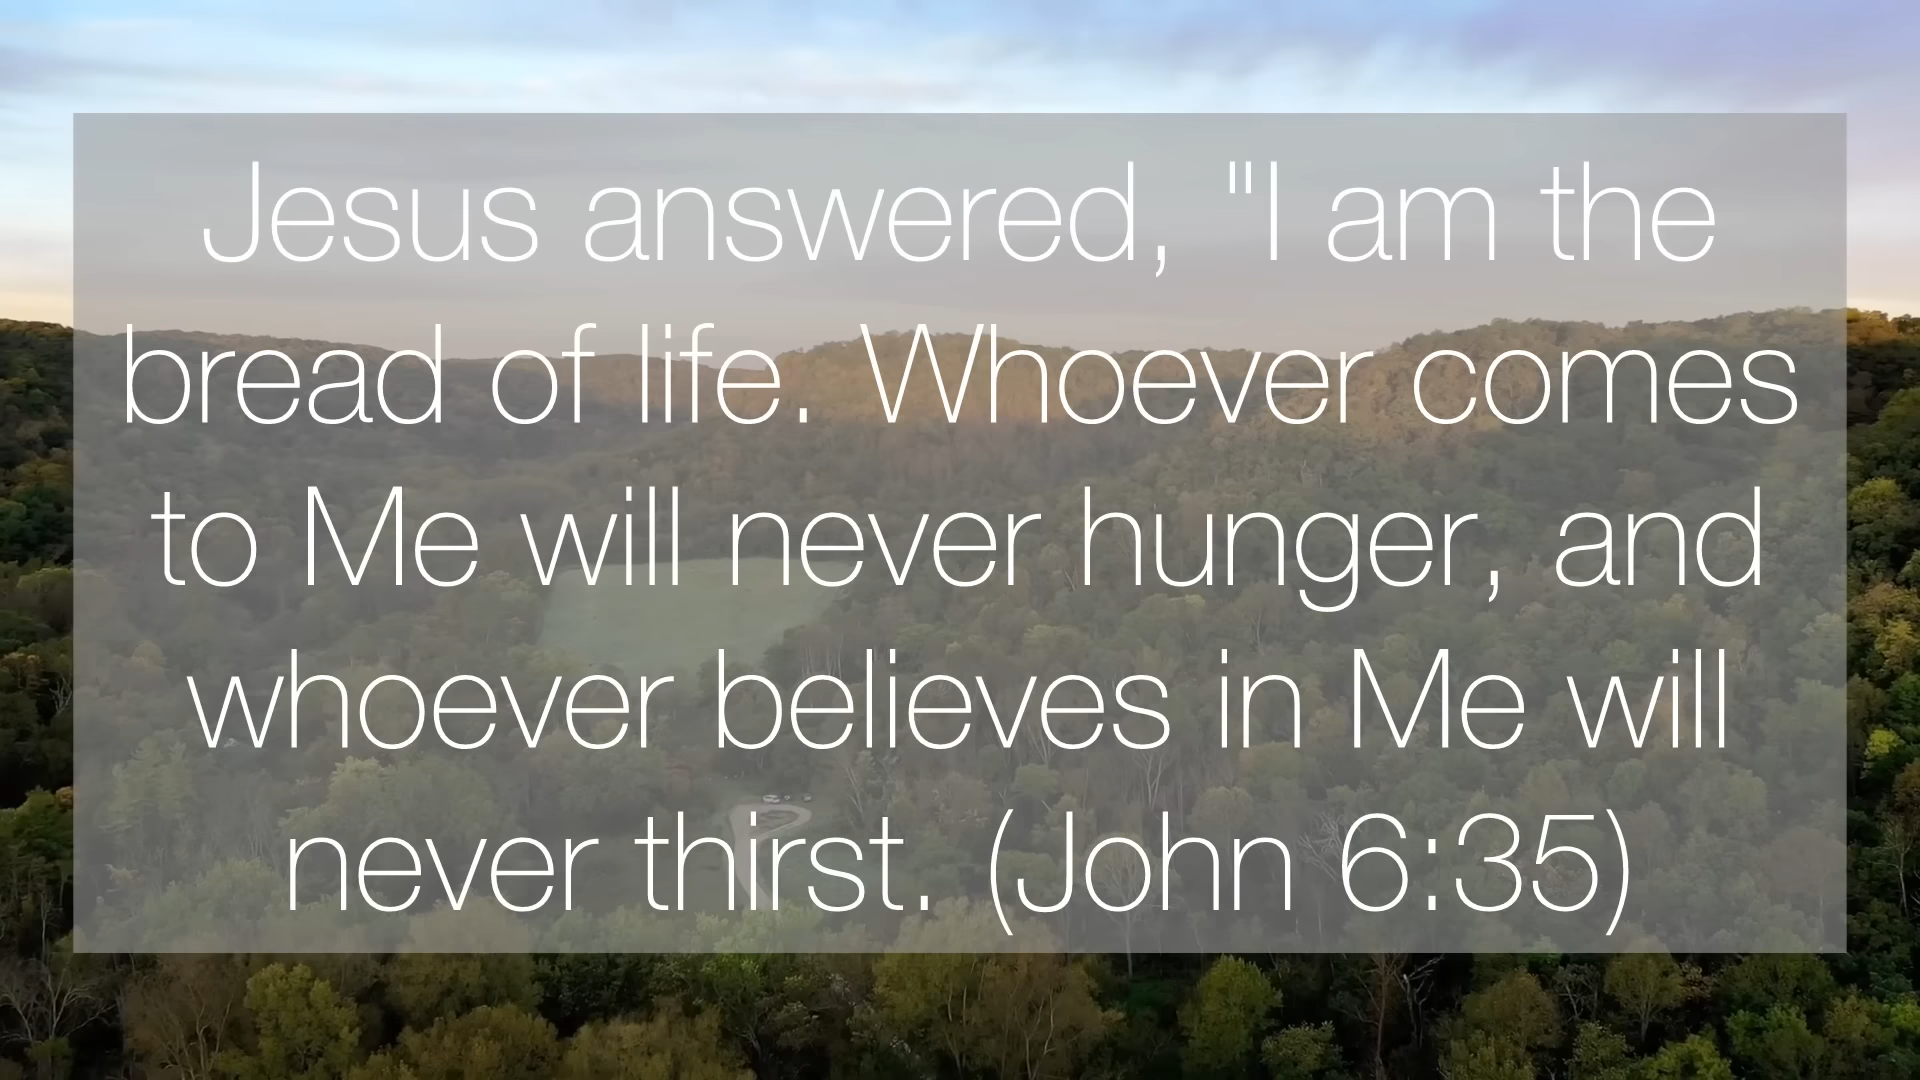 Jesus answered, "I am the
bread of life. Whoever comes
to Me will never hunger, and
whoever believes in Me will
never thirst. (John 6:35)